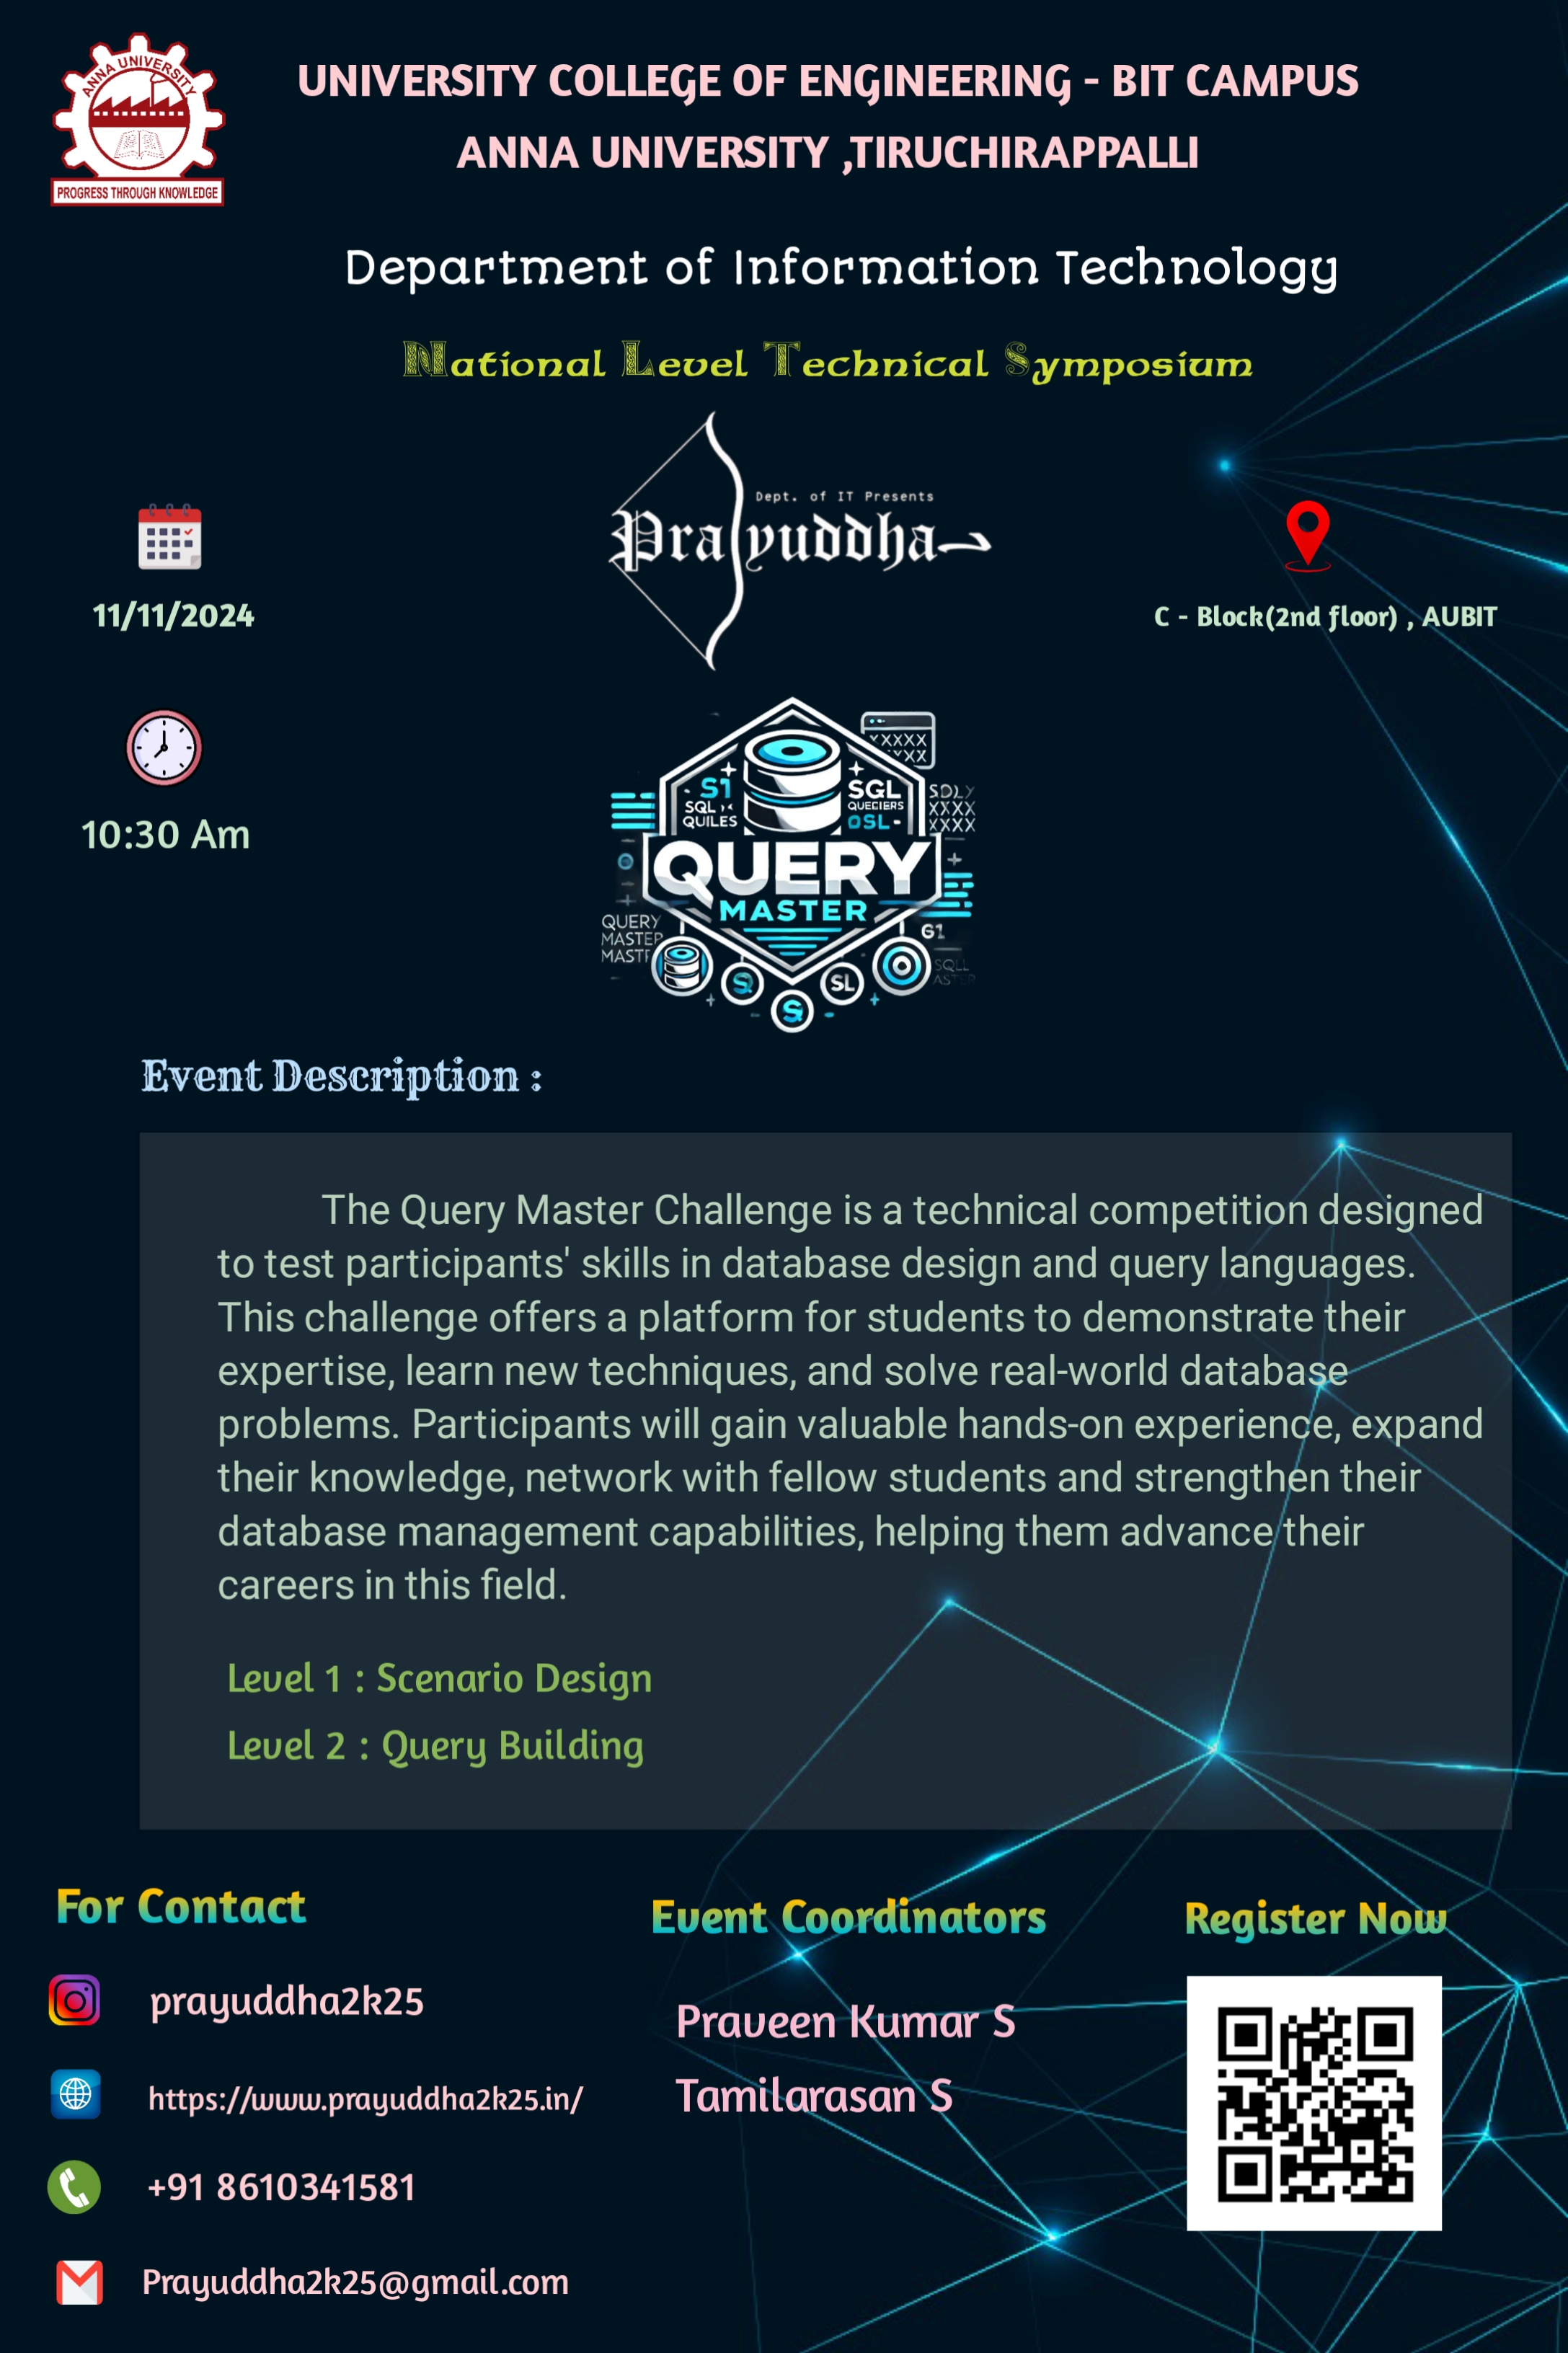 ANNA UNIVERSITY
PROGRESS THROUGH KNOWLEDGE
UNIVERSITY COLLEGE OF ENGINEERING - BIT CAMPUS
ANNA UNIVERSITY ,TIRUCHIRAPPALLI
Department of Information Technology
National Level Technical Symposium
Dept. of IT Presents
Prayuddha
11/11/2024
C - Block(2nd floor) , AUBIT
10:30 Am
XXXXX
S1
SQL
QUILES
SGL
QUECIERS
QSL-
SDLY
XXXX
XXXX
QUERY
MASTER
QUERY
MASTER
G1
SL
S
Event Description :
The Query Master Challenge is a technical competition designed
to test participants' skills in database design and query languages.
This challenge offers a platform for students to demonstrate their
expertise, learn new techniques, and solve real-world database
problems. Participants will gain valuable hands-on experience, expand
their knowledge, network with fellow students and strengthen their
database management capabilities, helping them advance their
careers in this field.
Level 1 : Scenario Design
Level 2 : Query Building
For Contact
prayuddha2k25
https://www.prayuddha2k25.in/
+91 8610341581
Prayuddha2k25@gmail.com
Event Coordinators
Praveen Kumar S
Tamilarasan S
Register Now